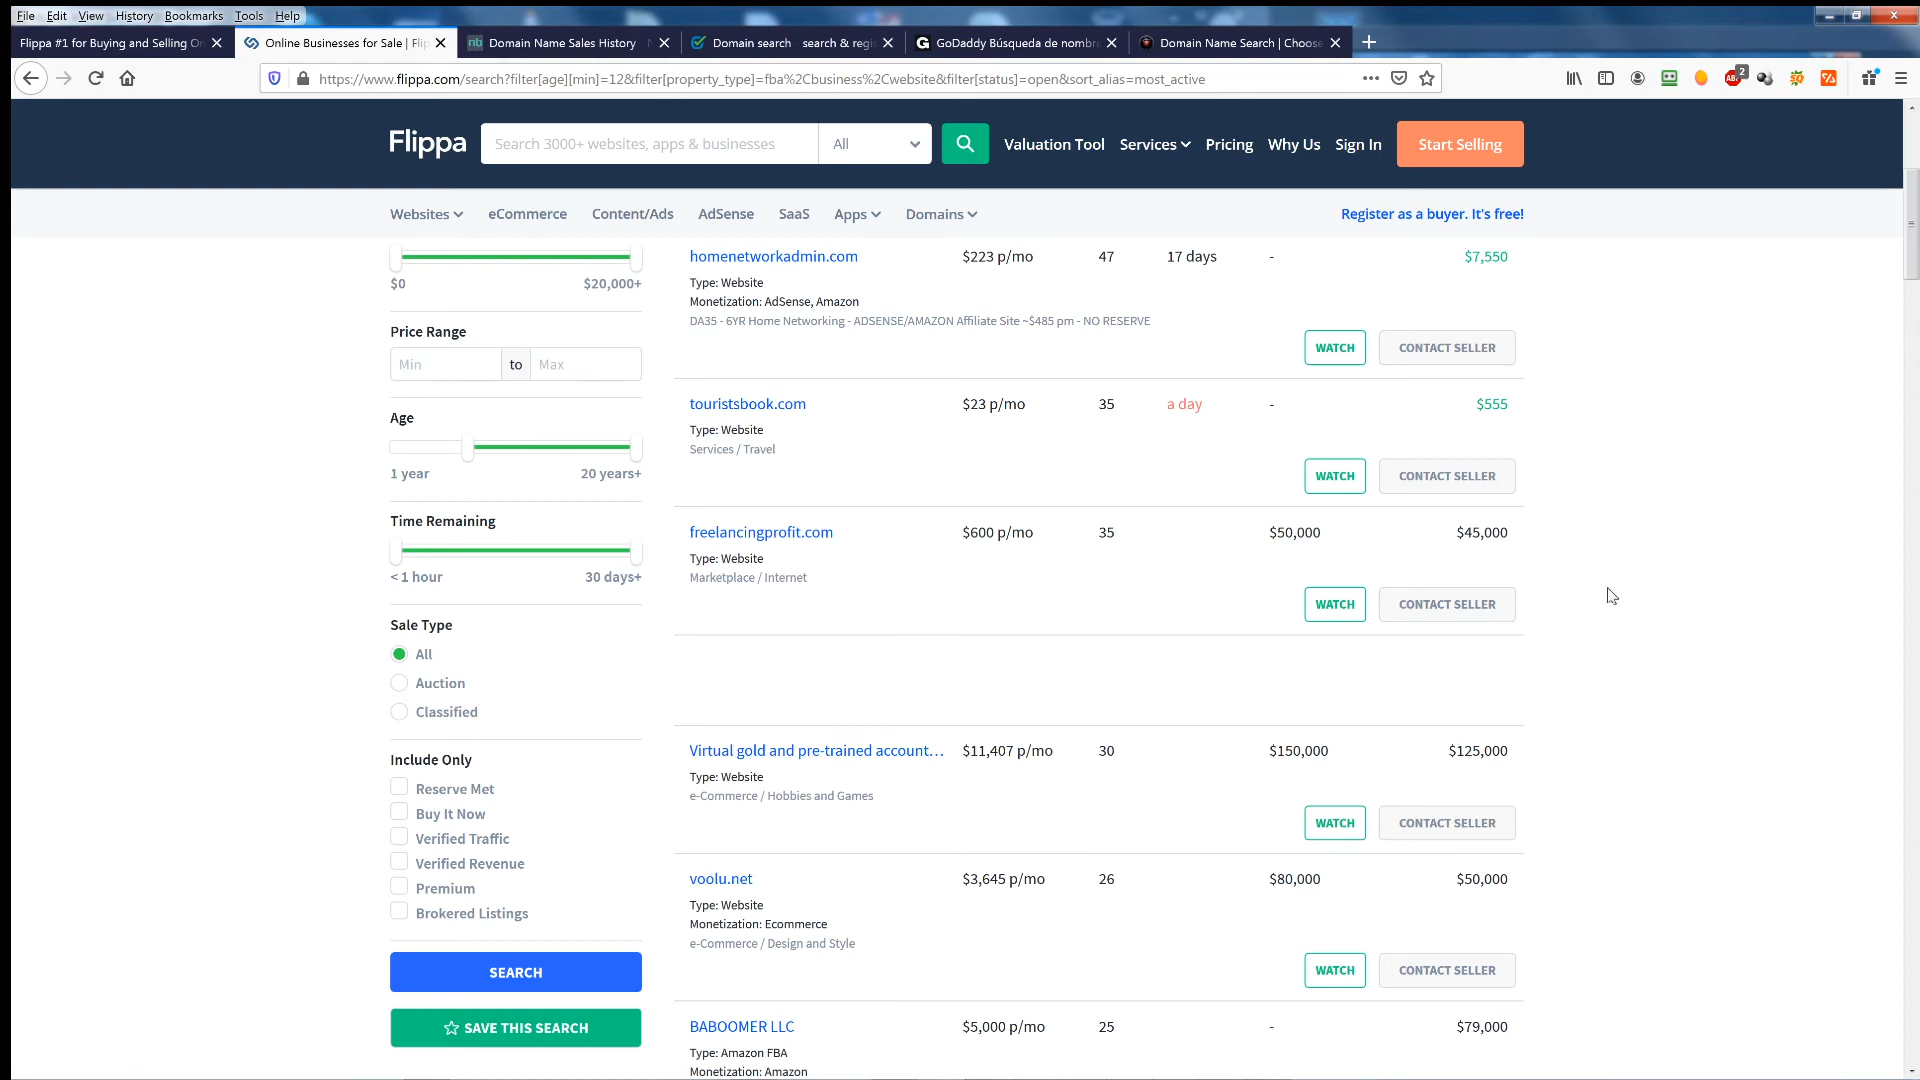 File Edit View History Bookmarks Tools Help
Flippa #1 for Buying and Selling On
Online Businesses for Sale | Flip
Domain Name Sales History
Domain search search & regi
GoDaddy Búsqueda de nombre
Domain Name Search | Choose
https://www.flippa.com/search?filter[age][min]=12&filter[property_type]=fba%2Cbusiness%2Cwebsite&filter[status]=open&sort_alias=most_active
ABP 2
Flippa
Search 3000+ websites, apps & businesses
All
Valuation Tool Services Pricing Why Us Sign In Start Selling
Websites eCommerce Content/Ads AdSense SaaS Apps Domains
Register as a buyer. It's free!
$0 $20,000+
Price Range
Min to Max
Age
1 year 20 years+
Time Remaining
< 1 hour 30 days+
Sale Type
All
Auction
Classified
Include Only
Reserve Met
Buy It Now
Verified Traffic
Verified Revenue
Premium
Brokered Listings
SEARCH
SAVE THIS SEARCH
homenetworkadmin.com $223 p/mo 47 17 days - $7,550
Type: Website
Monetization: AdSense, Amazon
DA35 - 6YR Home Networking - ADSENSE/AMAZON Affiliate Site ~$485 pm - NO RESERVE
WATCH CONTACT SELLER
touristsbook.com $23 p/mo 35 a day - $555
Type: Website
Services / Travel
WATCH CONTACT SELLER
freelancingprofit.com $600 p/mo 35 $50,000 $45,000
Type: Website
Marketplace / Internet
WATCH CONTACT SELLER
Virtual gold and pre-trained account... $11,407 p/mo 30 $150,000 $125,000
Type: Website
e-Commerce / Hobbies and Games
WATCH CONTACT SELLER
voolu.net $3,645 p/mo 26 $80,000 $50,000
Type: Website
Monetization: Ecommerce
e-Commerce / Design and Style
WATCH CONTACT SELLER
BABOOMER LLC $5,000 p/mo 25 - $79,000
Type: Amazon FBA
Monetization: Amazon